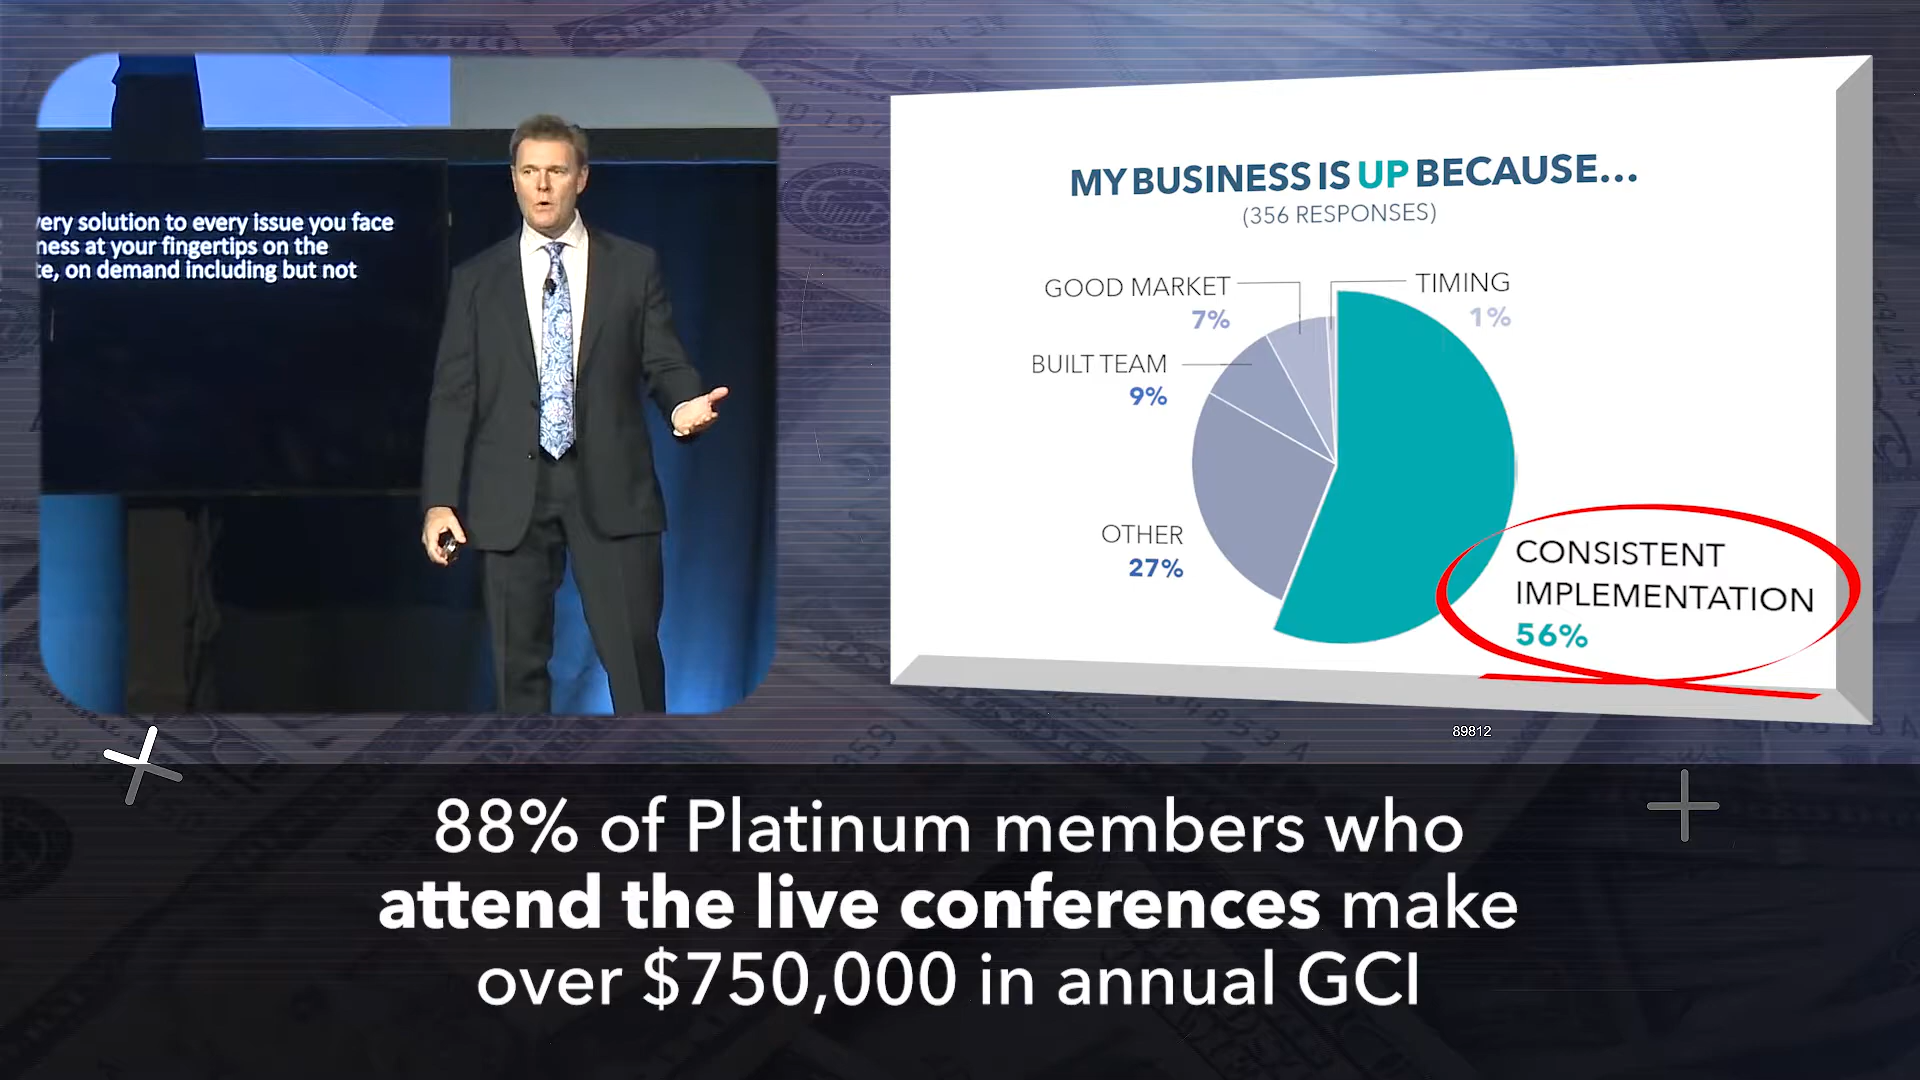 very solution to every issue you face
ness at your fingertips on the
te, on demand including but not
MY BUSINESS IS UP BECAUSE...
(356 RESPONSES)
GOOD MARKET
7%
TIMING
1%
BUILT TEAM
9%
OTHER
27%
CONSISTENT
IMPLEMENTATION
56%
89812
88% of Platinum members who
attend the live conferences make
over $750,000 in annual GCI